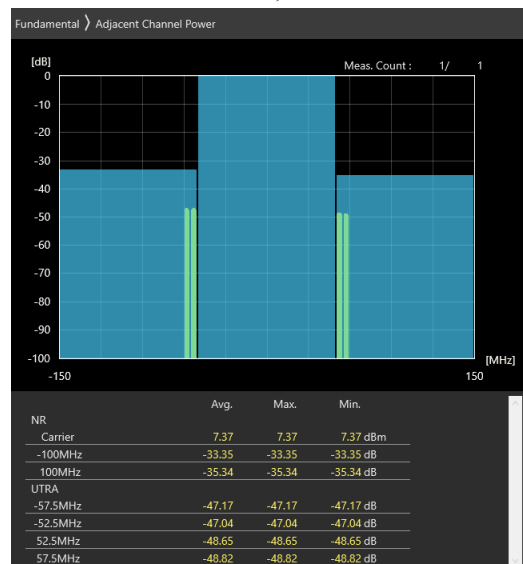 Fundamental 〉 Adjacent Channel Power
[dB]
Meas. Count : 1/ 1
0
-10
-20
-30
-40
-50
-60
-70
-80
-90
-100
[MHz]
-150 150
Avg. Max. Min.
NR
Carrier 7.37 7.37 7.37 dBm
-100MHz -33.35 -33.35 -33.35 dB
100MHz -35.34 -35.34 -35.34 dB
UTRA
-57.5MHz -47.17 -47.17 -47.17 dB
-52.5MHz -47.04 -47.04 -47.04 dB
52.5MHz -48.65 -48.65 -48.65 dB
57.5MHz -48.82 -48.82 -48.82 dB